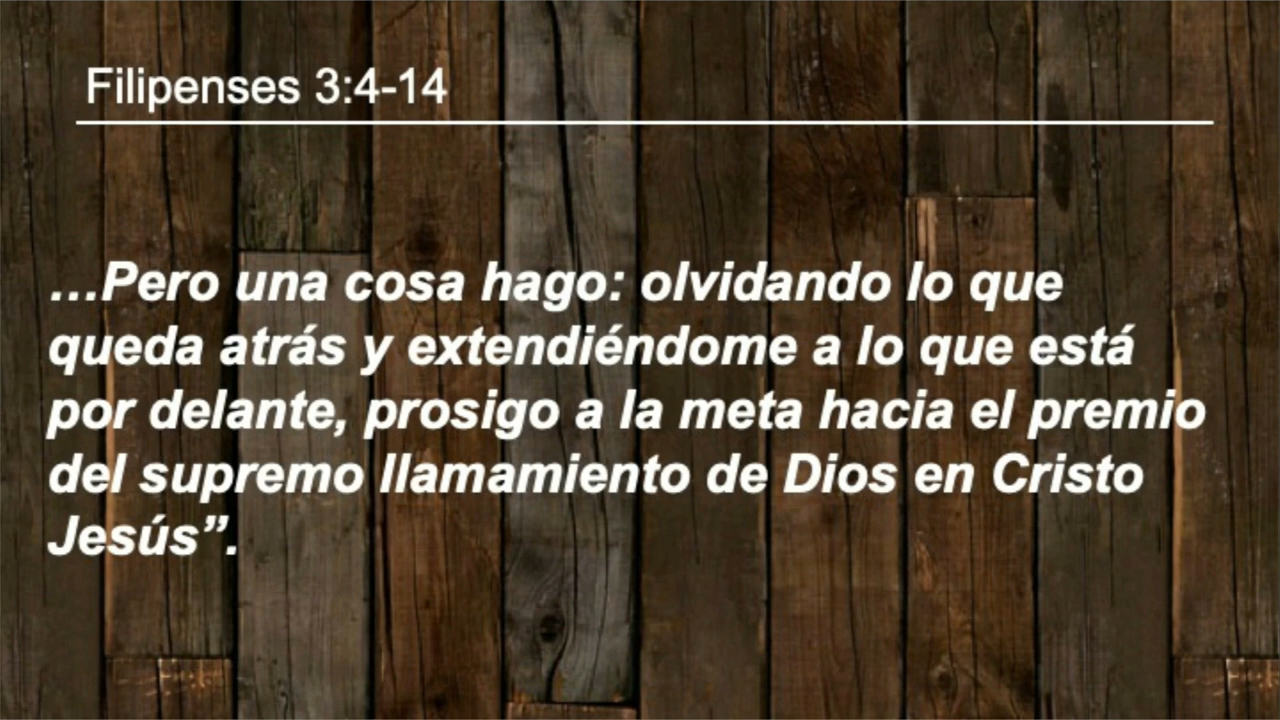 Filipenses 3:4-14
…Pero una cosa hago: olvidando lo que
queda atrás y extendiéndome a lo que está
por delante, prosigo a la meta hacia el premio
del supremo llamamiento de Dios en Cristo
Jesús”.